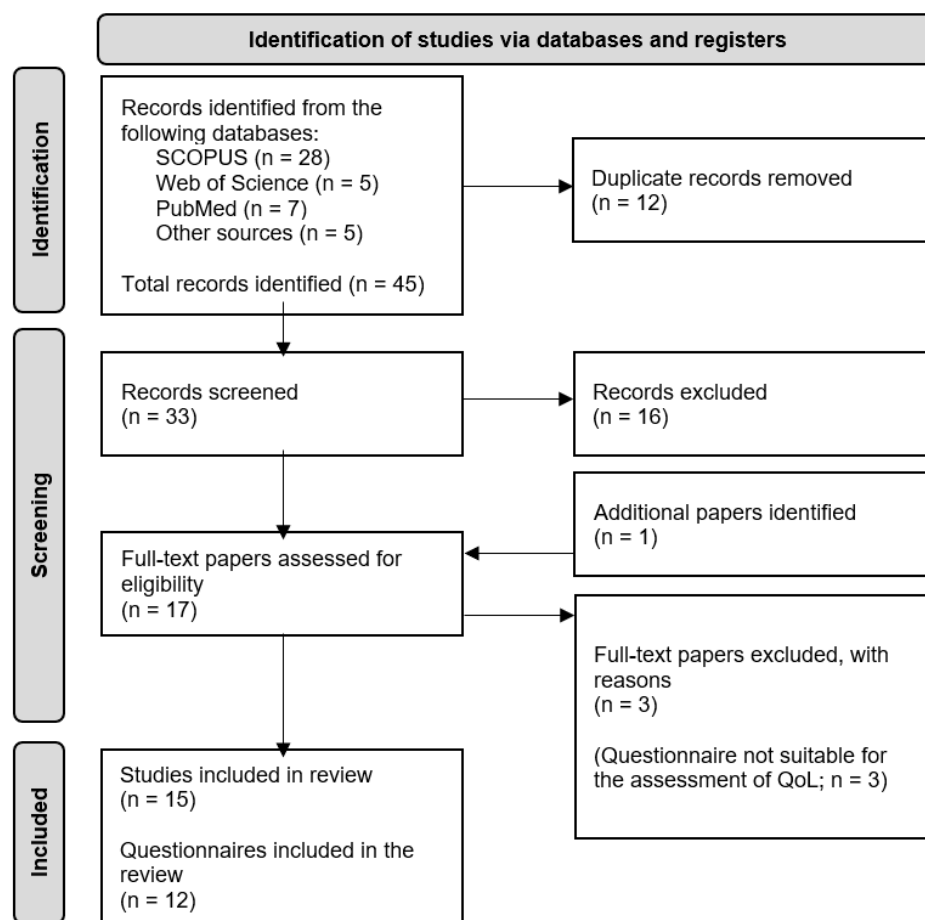 Identification of studies via databases and registers
Identification
Records identified from the
following databases:
SCOPUS (n = 28)
Web of Science (n = 5)
PubMed (n = 7)
Other sources (n = 5)
Total records identified (n = 45)
Duplicate records removed
(n = 12)
Screening
Records screened
(n = 33)
Records excluded
(n = 16)
Additional papers identified
(n = 1)
Full-text papers assessed for
eligibility
(n = 17)
Full-text papers excluded, with
reasons
(n = 3)
(Questionnaire not suitable for
the assessment of QoL; n = 3)
Included
Studies included in review
(n = 15)
Questionnaires included in the
review
(n = 12)